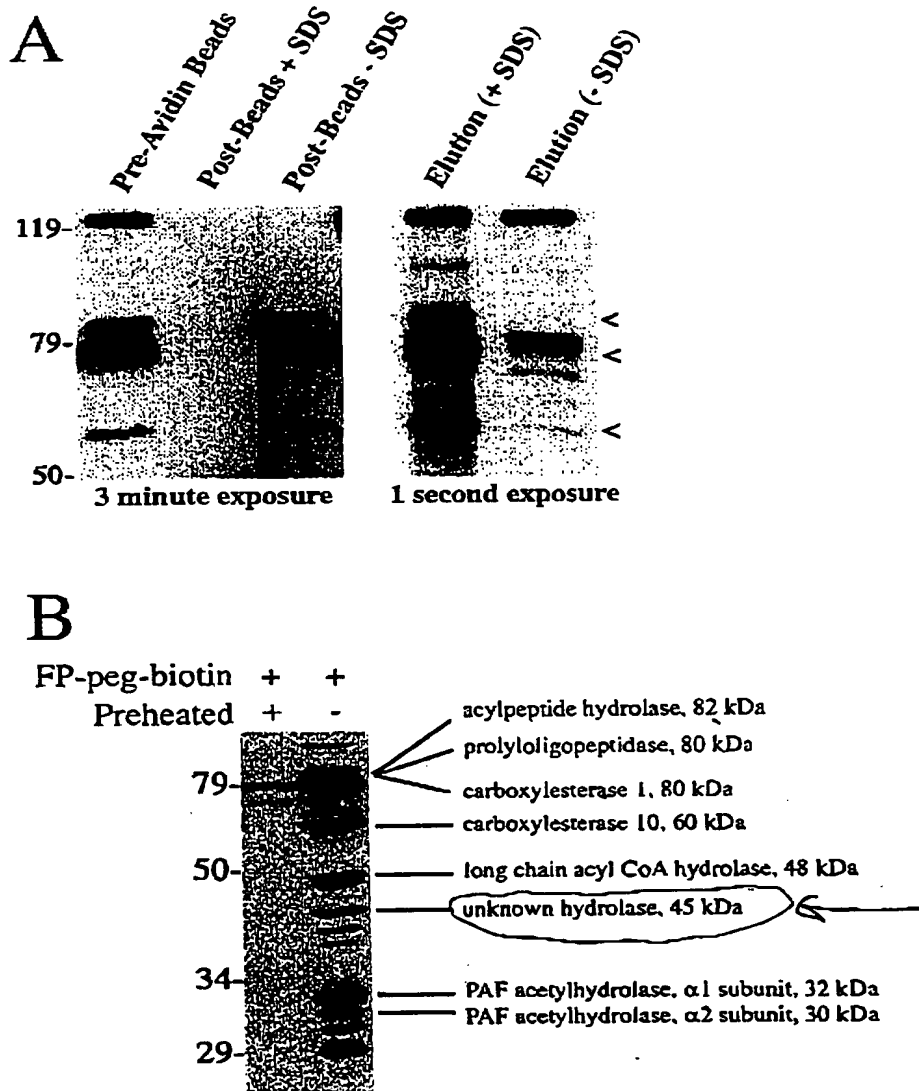 A
Pre-Avidin Beads
Post-Beads + SDS
Post-Beads - SDS
Elution (+ SDS)
Elution (- SDS)
119-
79-
50-
<
<
<
3 minute exposure
1 second exposure
B
FP-peg-biotin + +
Preheated + -
79-
50-
34-
29-
acylpeptide hydrolase, 82 kDa
prolyloligopeptidase, 80 kDa
carboxylesterase 1, 80 kDa
carboxylesterase 10, 60 kDa
long chain acyl CoA hydrolase, 48 kDa
unknown hydrolase, 45 kDa
PAF acetylhydrolase, α1 subunit, 32 kDa
PAF acetylhydrolase, α2 subunit, 30 kDa